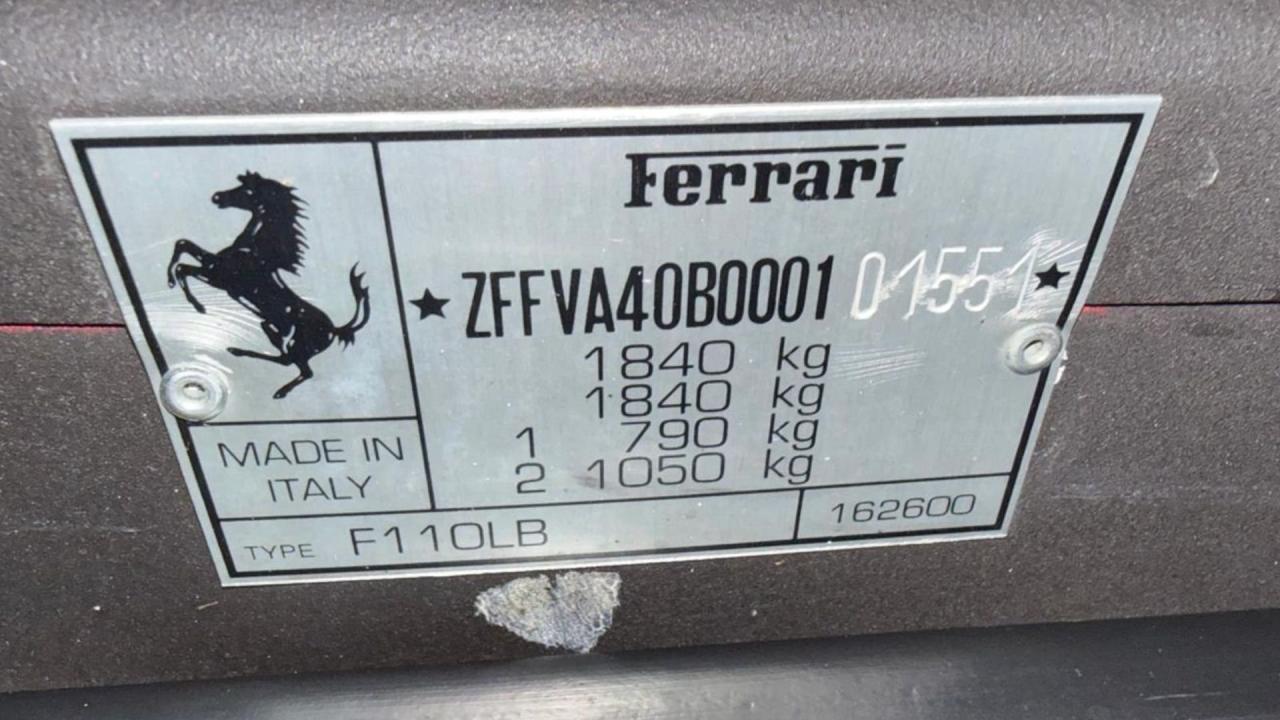 Ferrari
★ ZFFVA40B000101551 ★
1840 kg
1840 kg
1 790 kg
2 1050 kg
MADE IN
ITALY
TYPE F110LB
162600